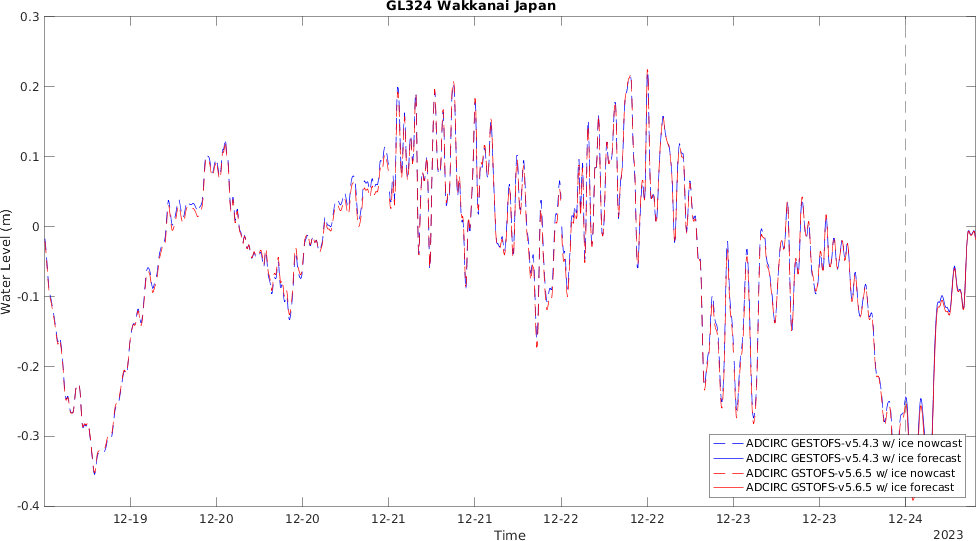 GL324 Wakkanai Japan
0.3
0.2
0.1
0
-0.1
-0.2
-0.3
-0.4
Water Level (m)
12-19
12-20
12-20
12-21
12-21
12-22
12-22
12-23
12-23
12-24
Time
2023
ADCIRC GESTOFS-v5.4.3 w/ ice nowcast
ADCIRC GESTOFS-v5.4.3 w/ ice forecast
ADCIRC GSTOFS-v5.6.5 w/ ice nowcast
ADCIRC GSTOFS-v5.6.5 w/ ice forecast